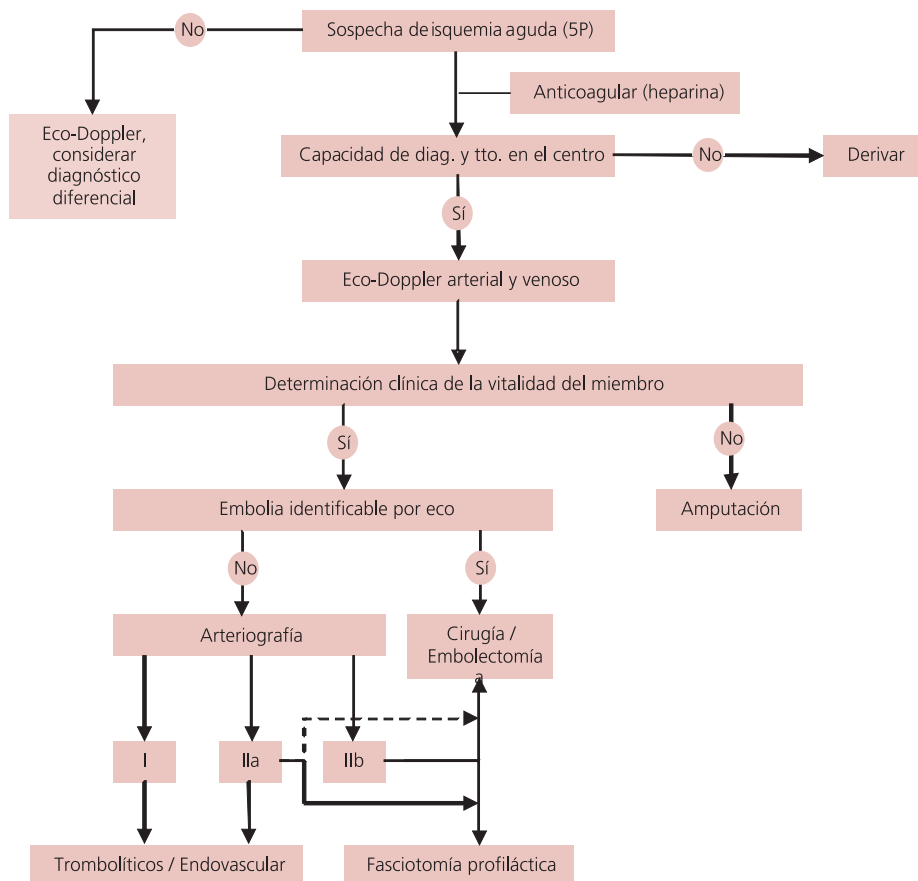 No
Sospecha de isquemia aguda (5P)
Anticoagular (heparina)
Eco-Doppler,
considerar
diagnóstico
diferencial
Capacidad de diag. y tto. en el centro
No
Derivar
Sí
Eco-Doppler arterial y venoso
Determinación clínica de la vitalidad del miembro
Sí
No
Embolia identificable por eco
Amputación
No
Sí
Arteriografía
Cirugía /
Embolectomía
a
I
IIa
IIb
Trombolíticos / Endovascular
Fasciotomía profiláctica